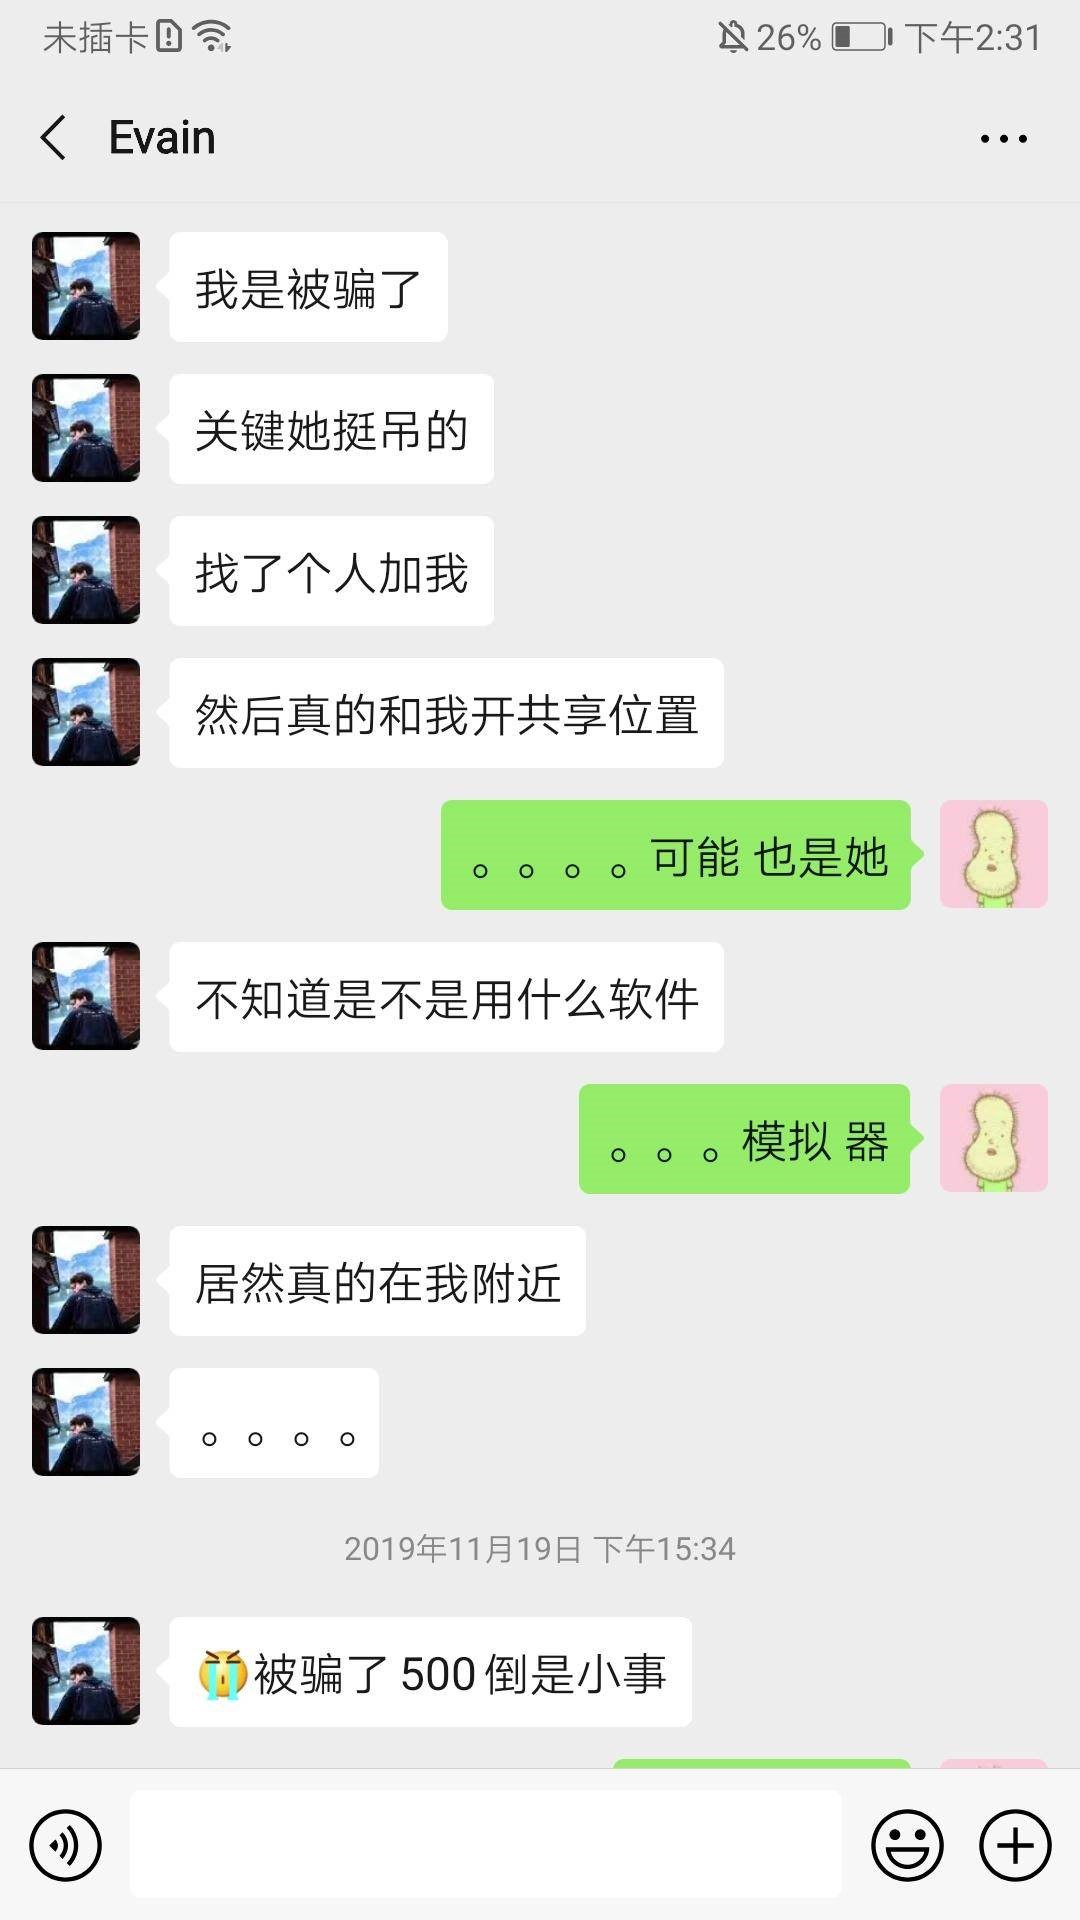 未插卡 26% 下午2:31
Evain
我是被骗了
关键她挺吊的
找了个人加我
然后真的和我开共享位置
。。。。可能 也是她
不知道是不是用什么软件
。。。模拟 器
居然真的在我附近
。。。。
2019年11月19日 下午15:34
😭被骗了 500 倒是小事